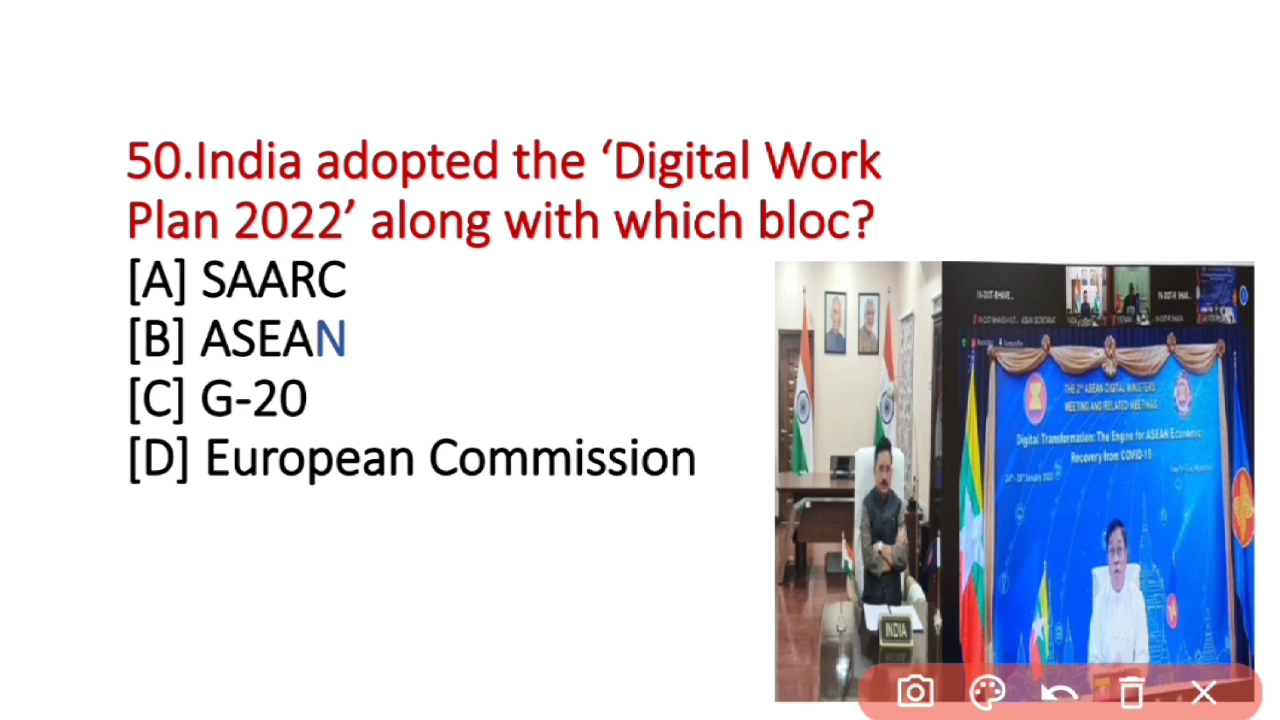 50.India adopted the ‘Digital Work
Plan 2022’ along with which bloc?
[A] SAARC
[B] ASEAN
[C] G-20
[D] European Commission
THE 2ND ASEAN DIGITAL MINISTERS
MEETING AND RELATED MEETINGS
Digital Transformation: The Engine for ASEAN Economic
Recovery from COVID-19
INDIA